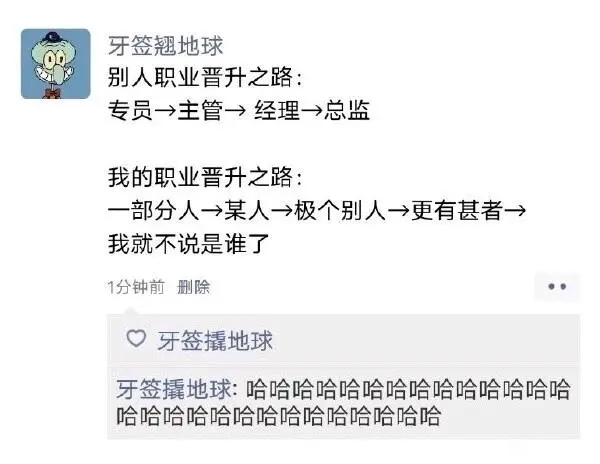 牙签翘地球
别人职业晋升之路：
专员→主管→ 经理→总监
我的职业晋升之路：
一部分人→某人→极个别人→更有甚者→
我就不说是谁了
1分钟前 删除
牙签撬地球
牙签撬地球: 哈哈哈哈哈哈哈哈哈哈哈哈哈哈
哈哈哈哈哈哈哈哈哈哈哈哈哈哈